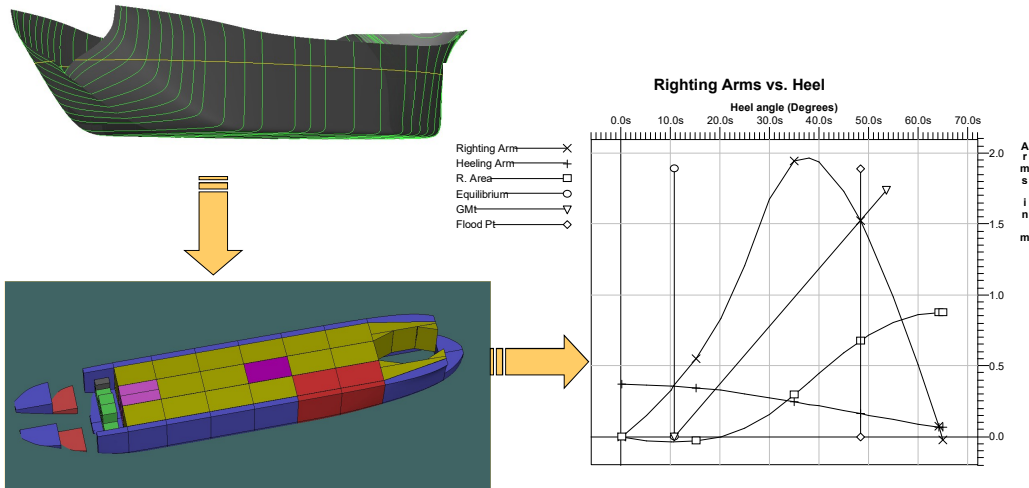 Righting Arms vs. Heel
Heel angle (Degrees)
0.0s 10.0s 20.0s 30.0s 40.0s 50.0s 60.0s 70.0s
Righting Arm
Heeling Arm
R. Area
Equilibrium
GMt
Flood Pt
2.0
1.5
1.0
0.5
0.0
Arms in m